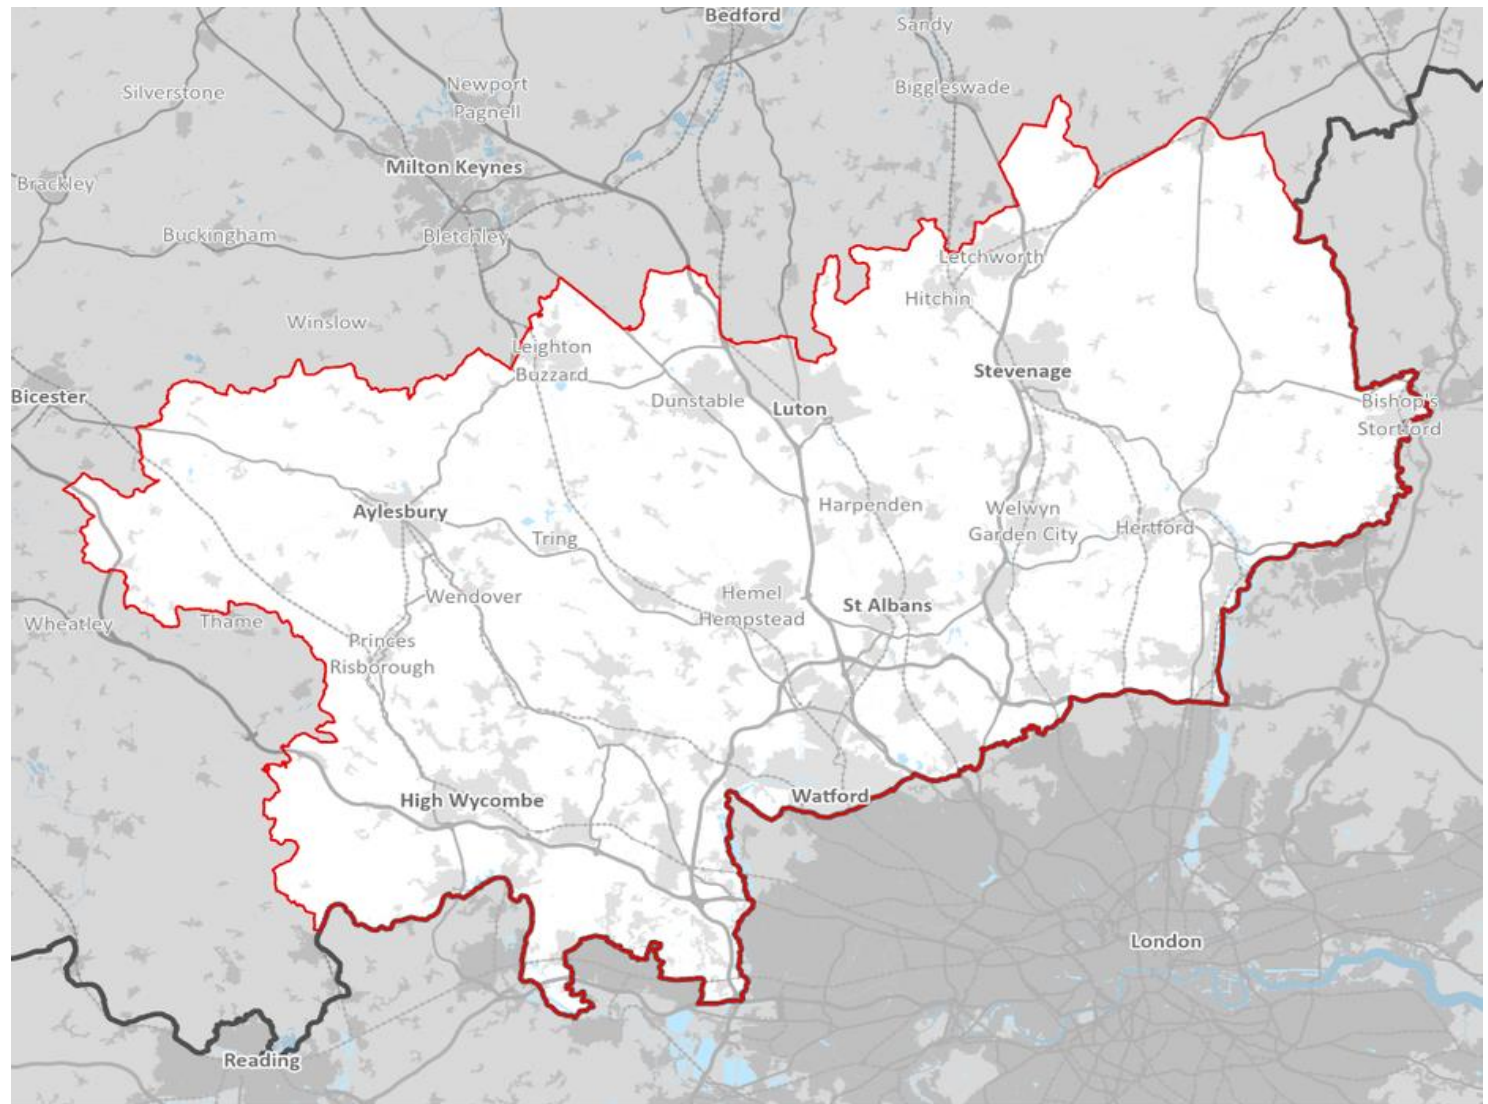 Bedford
Sandy
Silverstone
Newport
Pagnell
Biggleswade
Milton Keynes
Brackley
Buckingham
Bletchley
Letchworth
Hitchin
Winslow
Leighton
Buzzard
Stevenage
Bicester
Dunstable
Luton
Bishop's
Stortford
Aylesbury
Harpenden
Welwyn
Garden City
Hertford
Tring
Hemel
Hempstead
St Albans
Wendover
Wheatley
Thame
Princes
Risborough
High Wycombe
Watford
London
Reading